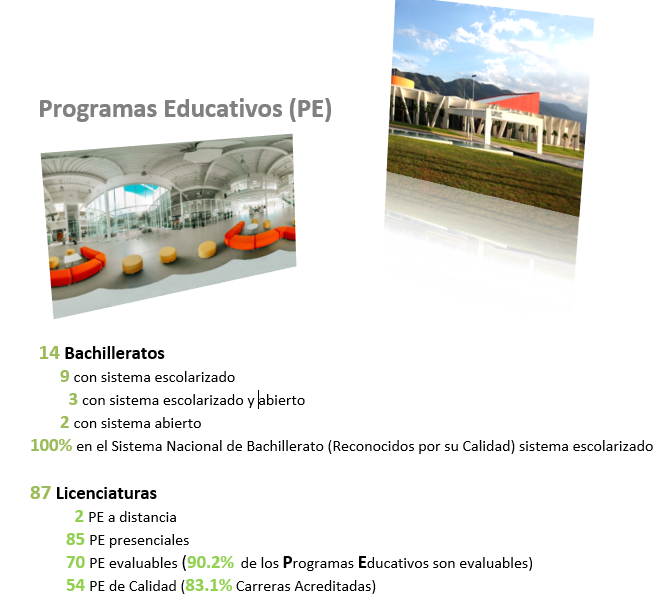 Programas Educativos (PE)
14 Bachilleratos
9 con sistema escolarizado
3 con sistema escolarizado y abierto
2 con sistema abierto
100% en el Sistema Nacional de Bachillerato (Reconocidos por su Calidad) sistema escolarizado
87 Licenciaturas
2 PE a distancia
85 PE presenciales
70 PE evaluables (90.2% de los Programas Educativos son evaluables)
54 PE de Calidad (83.1% Carreras Acreditadas)